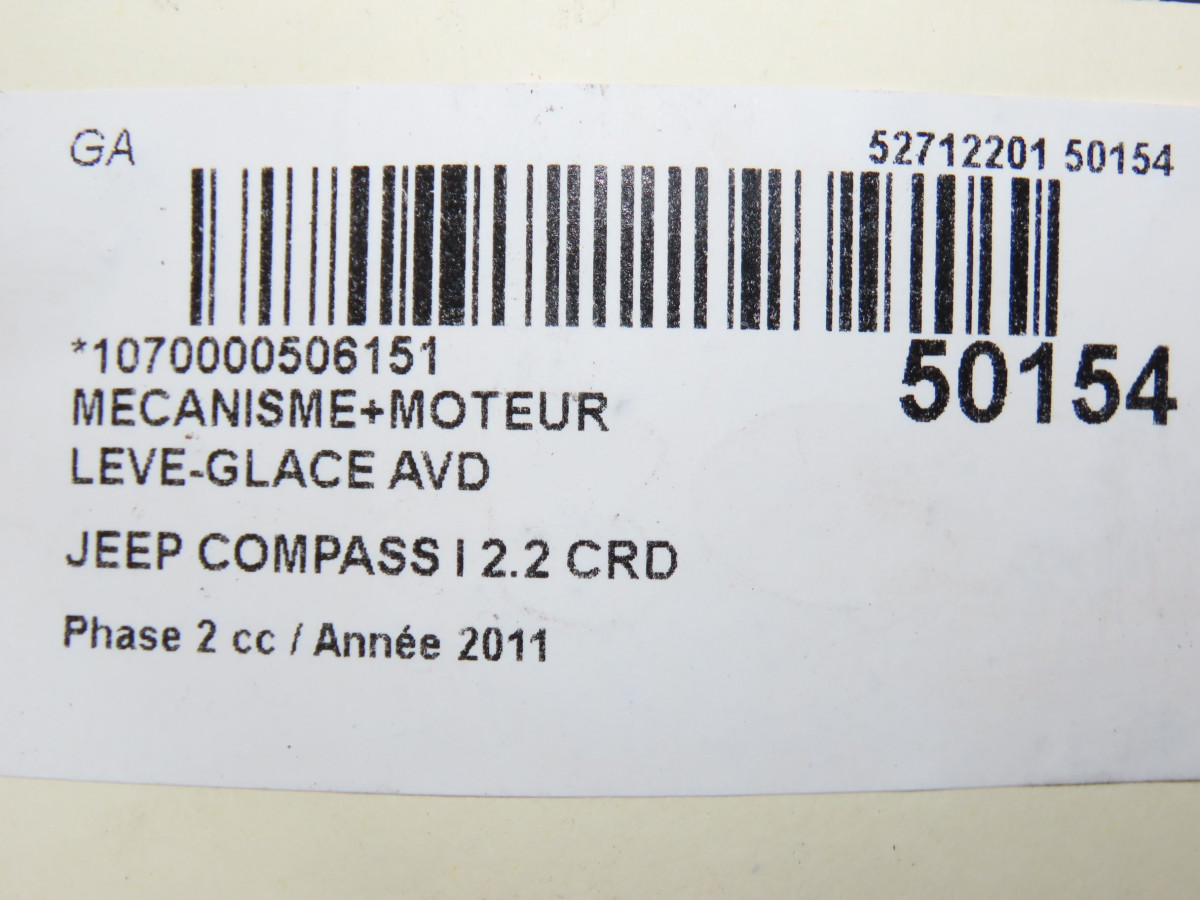 GA
52712201 50154
*1070000506151
50154
MECANISME+MOTEUR
LEVE-GLACE AVD
JEEP COMPASS I 2.2 CRD
Phase 2 cc / Année 2011